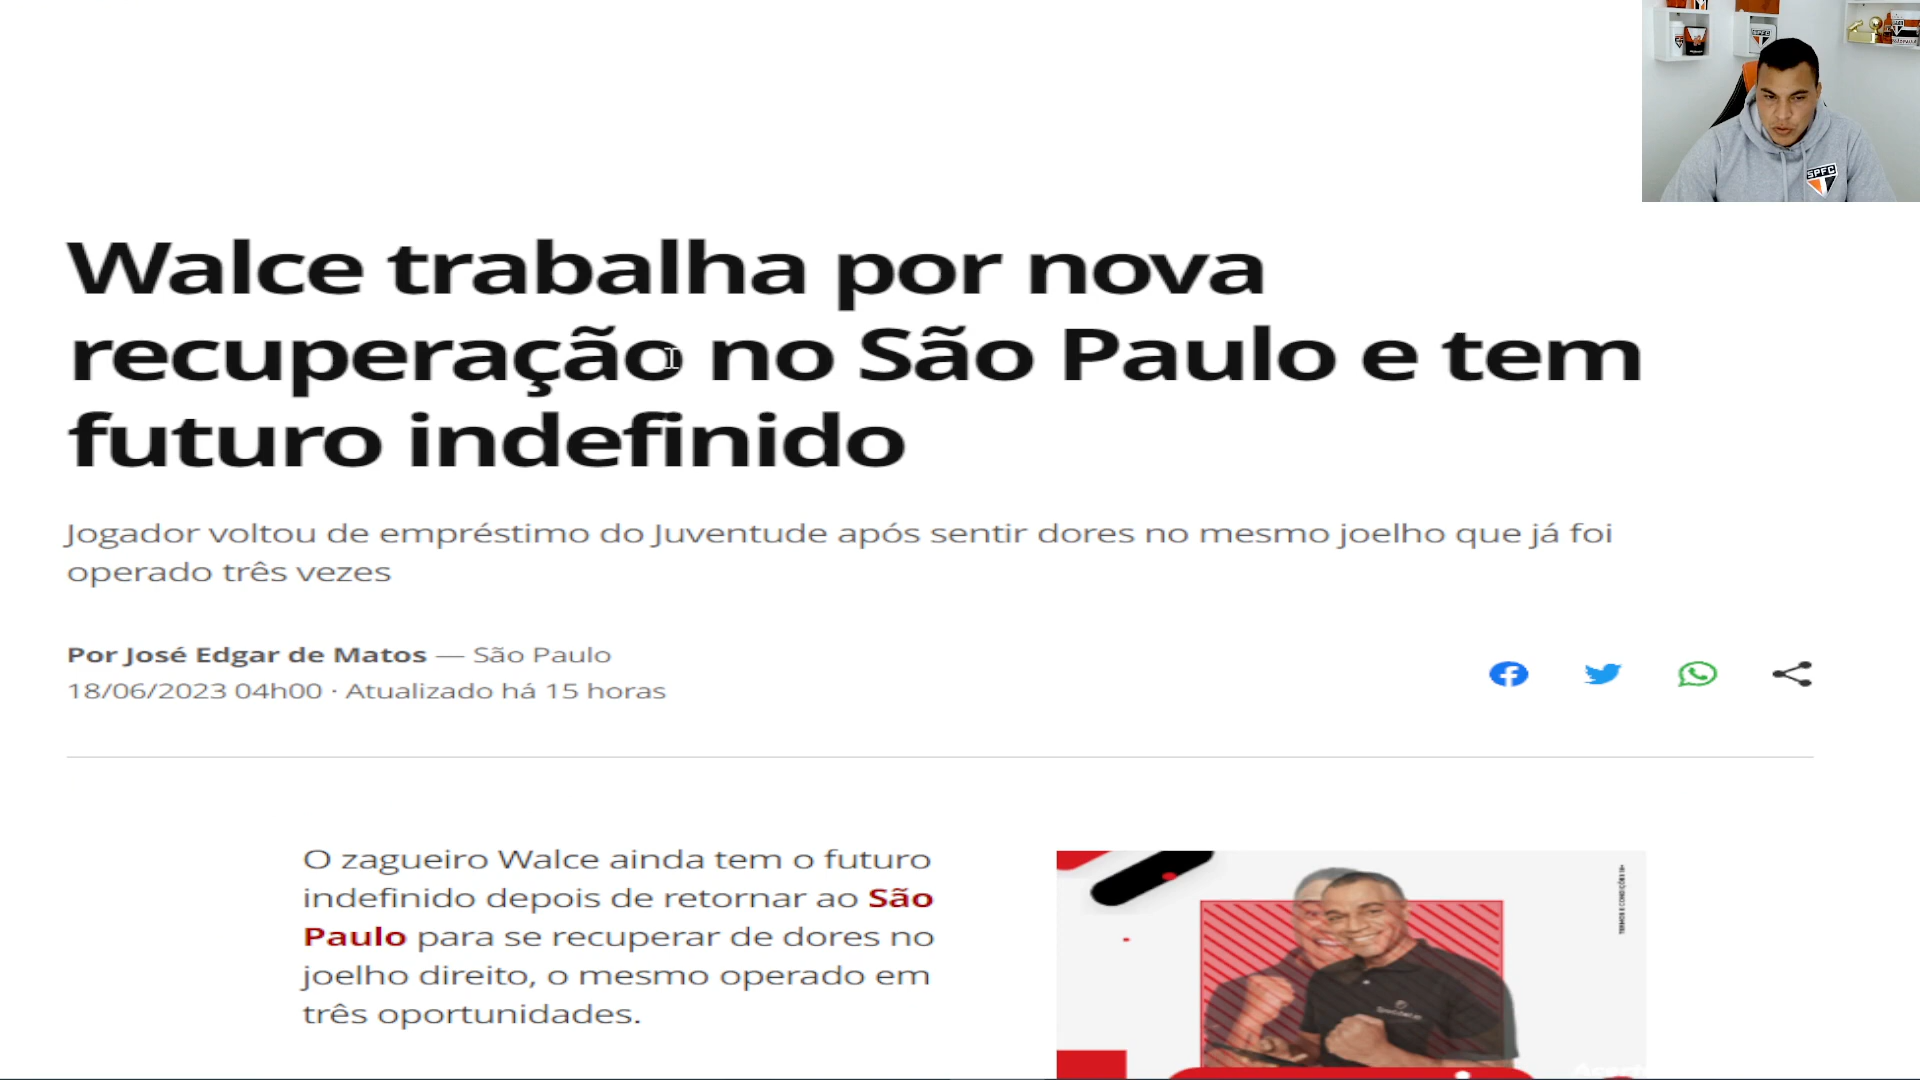 Walce trabalha por nova
recuperação no São Paulo e tem
futuro indefinido
Jogador voltou de empréstimo do Juventude após sentir dores no mesmo joelho que já foi
operado três vezes
Por José Edgar de Matos — São Paulo
18/06/2023 04h00 · Atualizado há 15 horas
O zagueiro Walce ainda tem o futuro
indefinido depois de retornar ao São
Paulo para se recuperar de dores no
joelho direito, o mesmo operado em
três oportunidades.
SPFC
SPFC